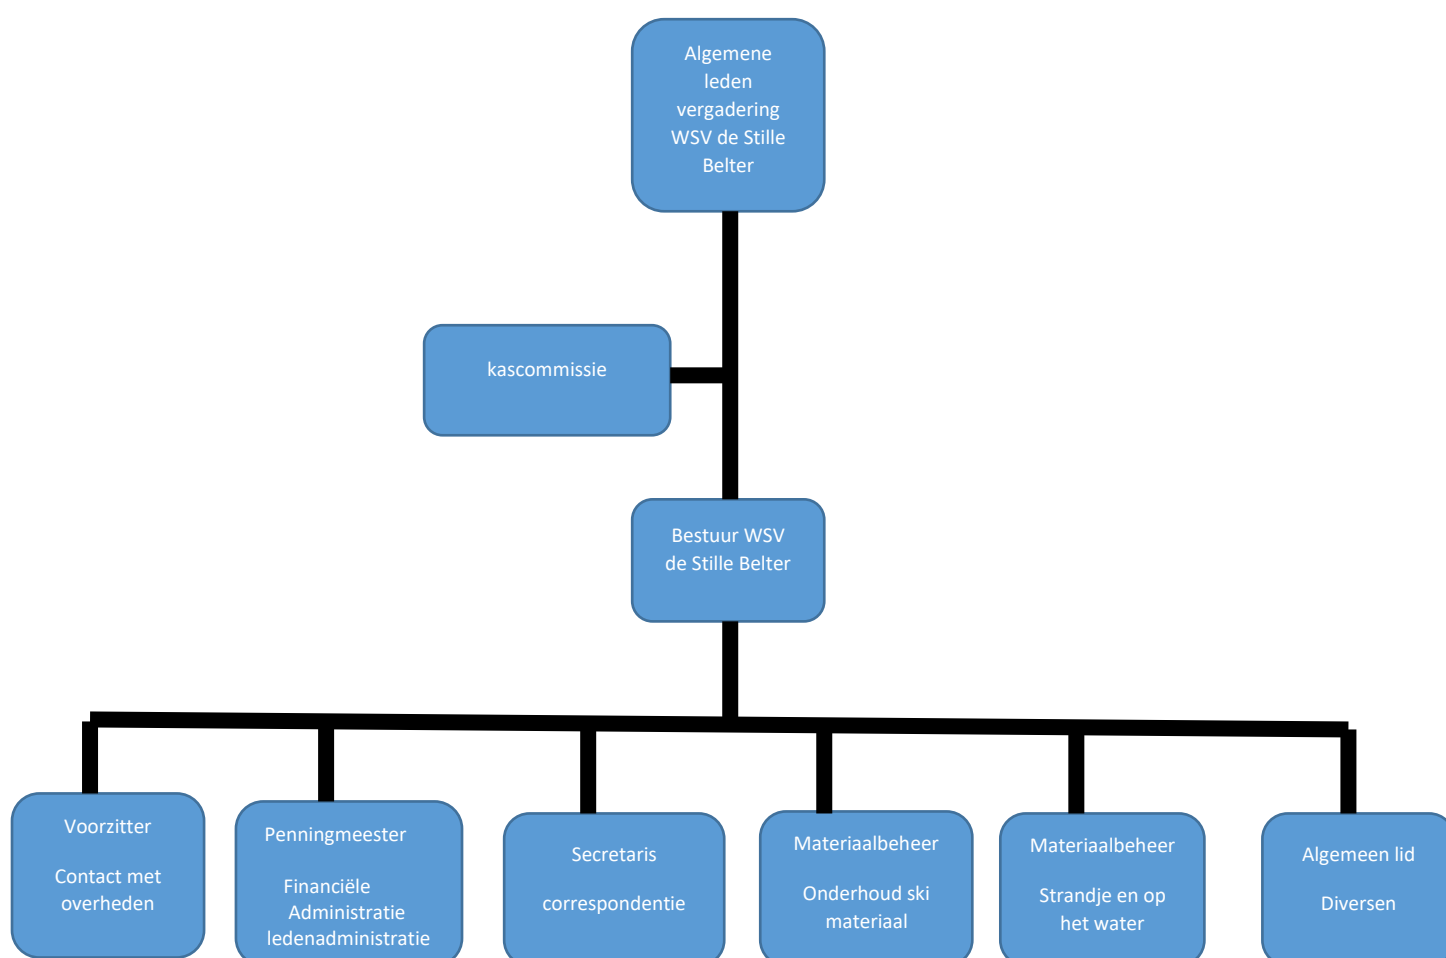 Algemene
leden
vergadering
WSV de Stille
Belter
kascommissie
Bestuur WSV
de Stille Belter
Voorzitter
Contact met
overheden
Penningmeester
Financiële
Administratie
ledenadministratie
Secretaris
correspondentie
Materiaalbeheer
Onderhoud ski
materiaal
Materiaalbeheer
Strandje en op
het water
Algemeen lid
Diversen